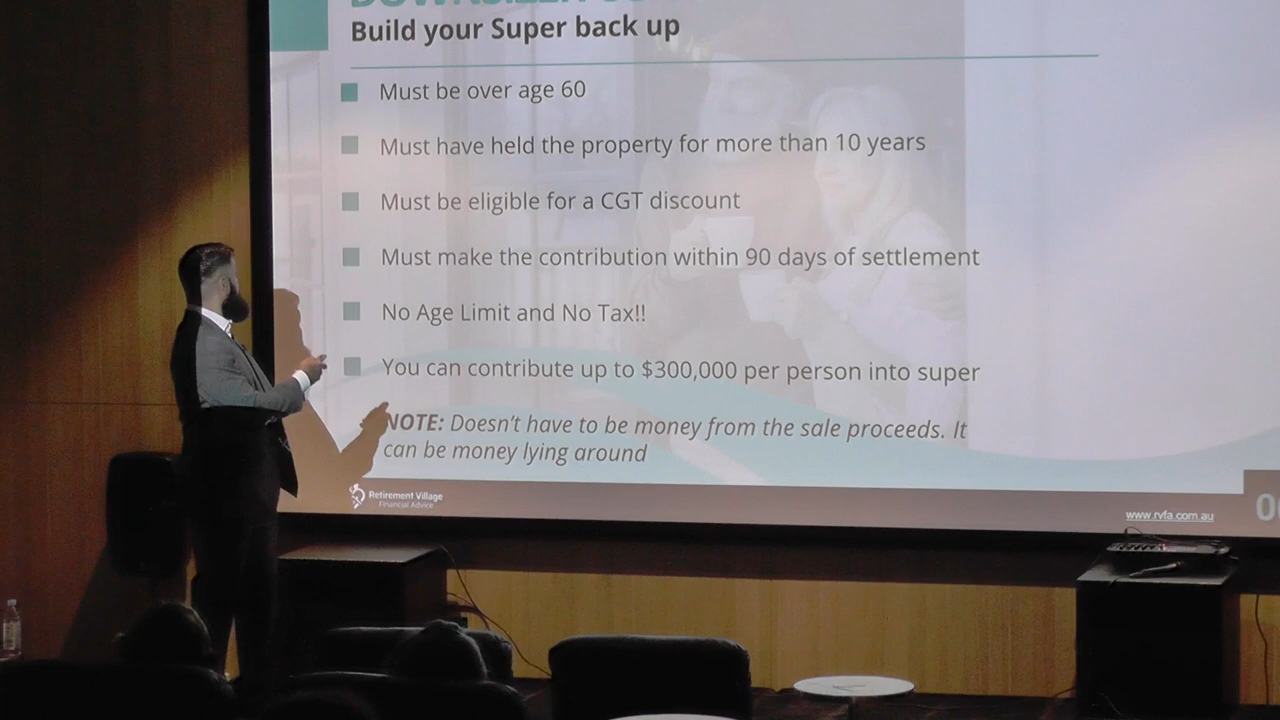 Build your Super back up
Must be over age 60
Must have held the property for more than 10 years
Must be eligible for a CGT discount
Must make the contribution within 90 days of settlement
No Age Limit and No Tax!!
You can contribute up to $300,000 per person into super
NOTE: Doesn't have to be money from the sale proceeds. It
can be money lying around
Retirement Village
Financial Advice
www.rvfa.com.au